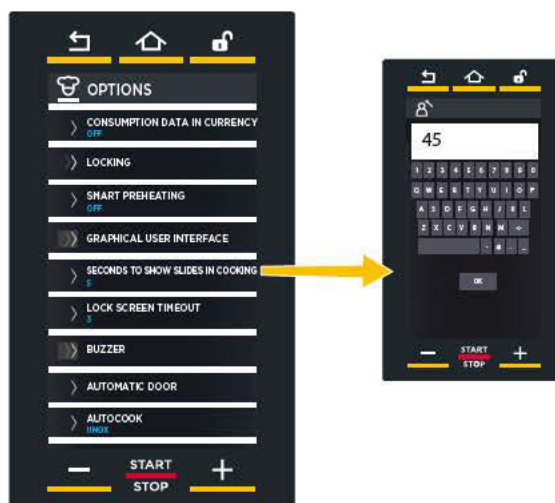 OPTIONS
CONSUMPTION DATA IN CURRENCY
OFF
LOCKING
SMART PREHEATING
OFF
GRAPHICAL USER INTERFACE
SECONDS TO SHOW SLIDES IN COOKING
5
LOCK SCREEN TIMEOUT
3
BUZZER
AUTOMATIC DOOR
AUTOCOOK
UNOX
START
STOP
45
1 2 3 4 5 6 7 8 9 0
Q W E R T Y U I O P
A S D F G H J K L
Z X C V B N M
OK
START
STOP